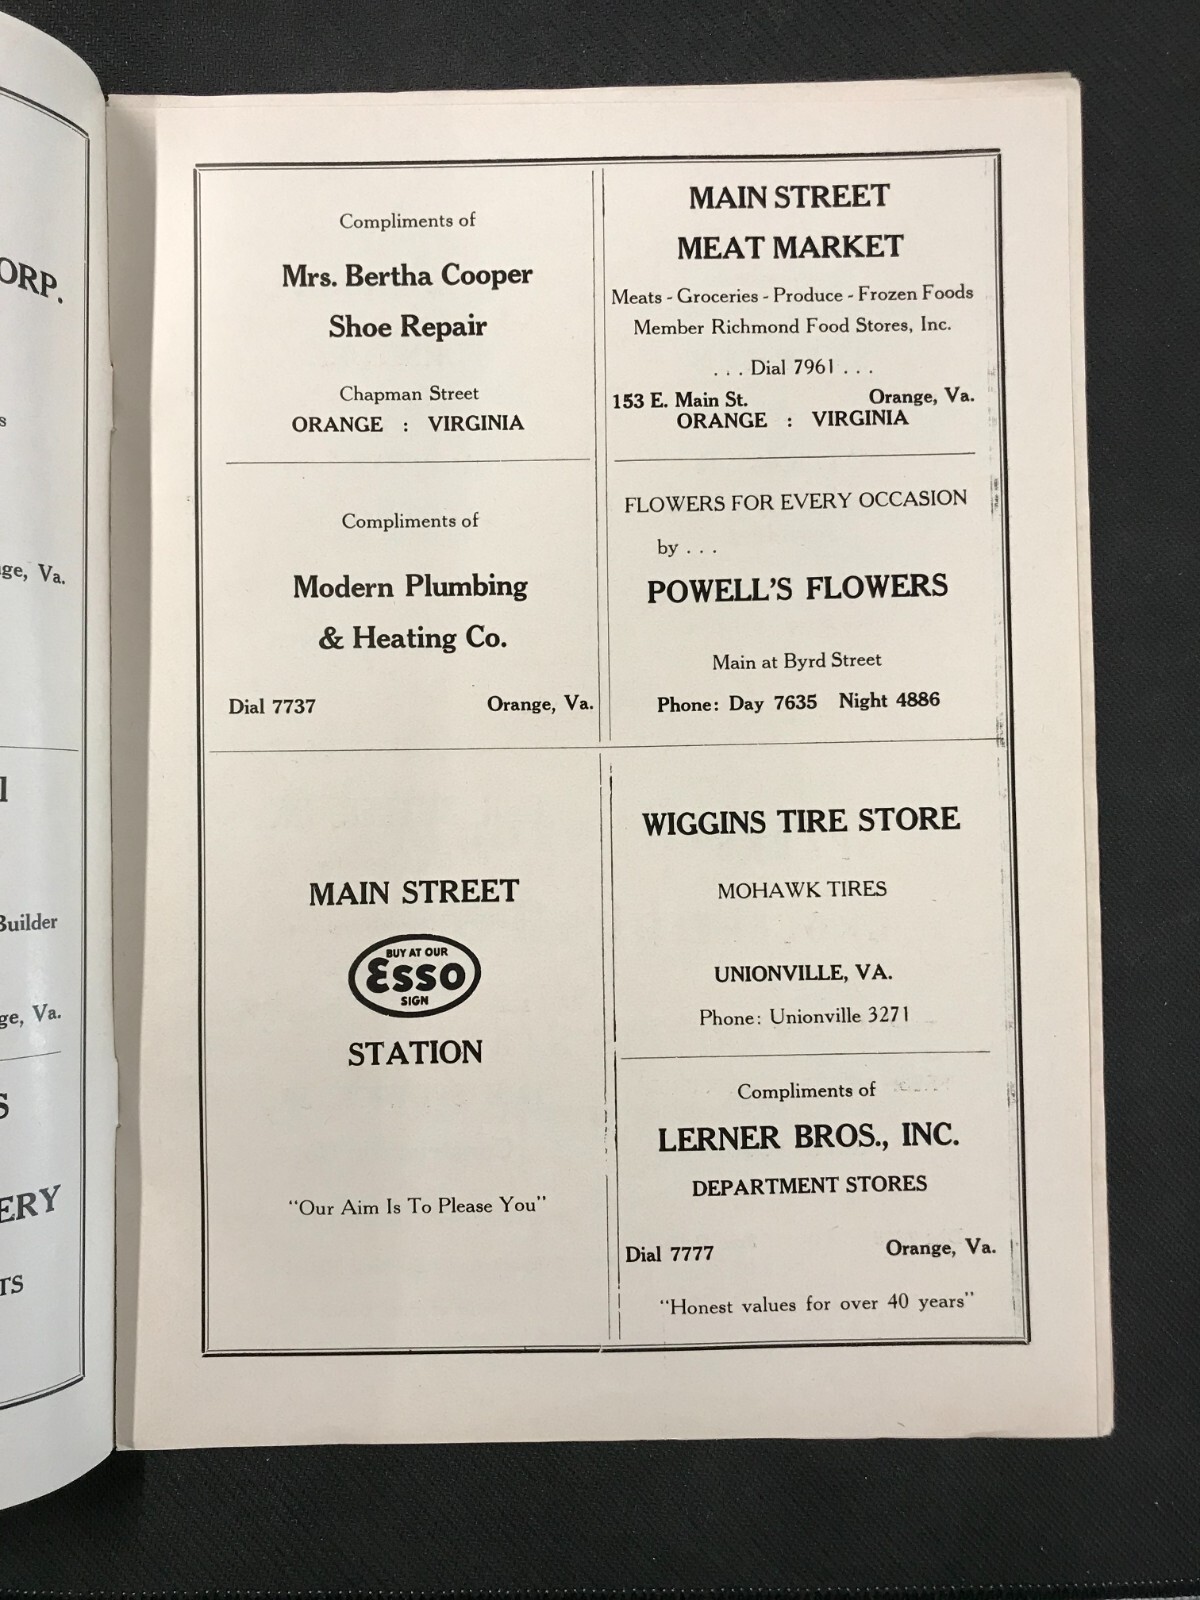 ORP.
s
ge, Va.
l
Builder
ge, Va.
S
ERY
TS
Compliments of
Mrs. Bertha Cooper
Shoe Repair
Chapman Street
ORANGE : VIRGINIA
MAIN STREET
MEAT MARKET
Meats - Groceries - Produce - Frozen Foods
Member Richmond Food Stores, Inc.
. . . Dial 7961 . . .
153 E. Main St. Orange, Va.
ORANGE : VIRGINIA
Compliments of
Modern Plumbing
& Heating Co.
Dial 7737 Orange, Va.
FLOWERS FOR EVERY OCCASION
by . . .
POWELL'S FLOWERS
Main at Byrd Street
Phone: Day 7635 Night 4886
MAIN STREET
BUY AT OUR
Esso
SIGN
STATION
"Our Aim Is To Please You"
WIGGINS TIRE STORE
MOHAWK TIRES
UNIONVILLE, VA.
Phone: Unionville 3271
Compliments of
LERNER BROS., INC.
DEPARTMENT STORES
Dial 7777 Orange, Va.
"Honest values for over 40 years"